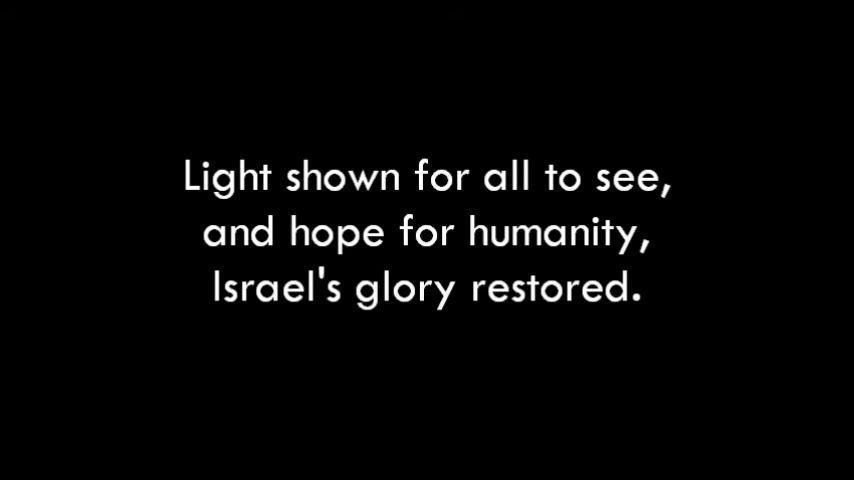 Light shown for all to see,
and hope for humanity,
Israel's glory restored.